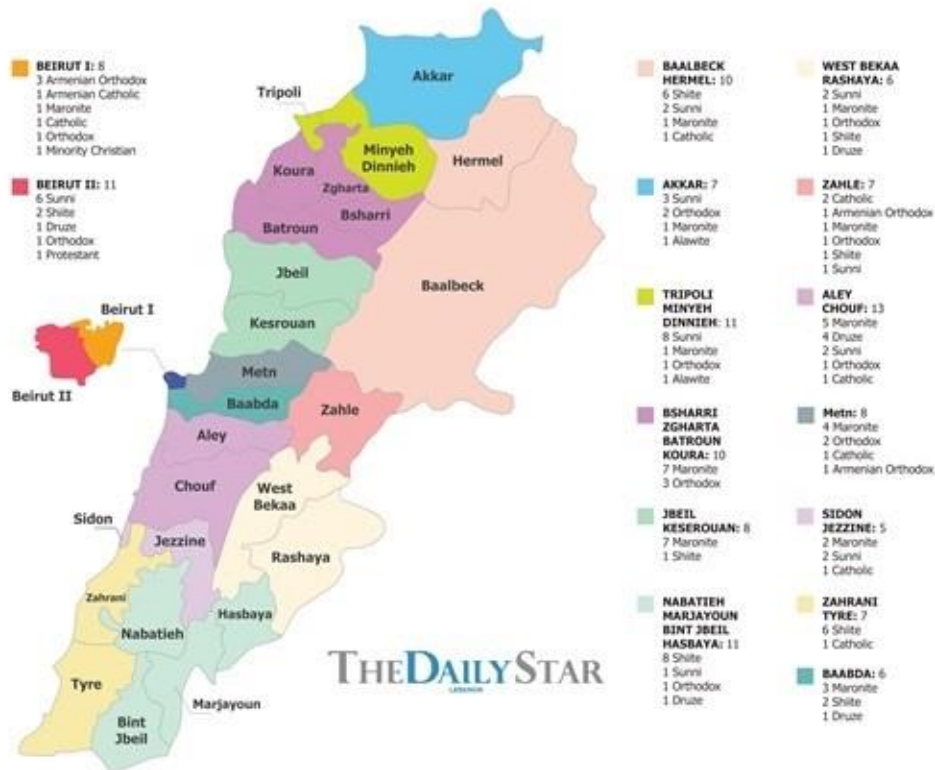 BEIRUT I: 8
3 Armenian Orthodox
1 Armenian Catholic
1 Maronite
1 Catholic
1 Orthodox
1 Minority Christian
BEIRUT II: 11
6 Sunni
2 Shiite
1 Druze
1 Orthodox
1 Protestant
Beirut I
Beirut II
Akkar
Tripoli
Minyeh
Dinnieh
Hermel
Koura
Zgharta
Bsharri
Batroun
Jbeil
Baalbeck
Kesrouan
Metn
Baabda
Zahle
Aley
Chouf
West
Bekaa
Sidon
Jezzine
Rashaya
Zahrani
Hasbaya
Nabatieh
Tyre
Marjayoun
Bint
Jbeil
THE DAILY STAR
LEBANON
BAALBECK
HERMEL: 10
6 Shiite
2 Sunni
1 Maronite
1 Catholic
AKKAR: 7
3 Sunni
2 Orthodox
1 Maronite
1 Alawite
TRIPOLI
MINYEH
DINNIEH: 11
8 Sunni
1 Maronite
1 Orthodox
1 Alawite
BSHARRI
ZGHARTA
BATROUN
KOURA: 10
7 Maronite
3 Orthodox
JBEIL
KESEROUAN: 8
7 Maronite
1 Shiite
NABATIEH
MARJAYOUN
BINT JBEIL
HASBAYA: 11
8 Shiite
1 Sunni
1 Orthodox
1 Druze
WEST BEKAA
RASHAYA: 6
2 Sunni
1 Maronite
1 Orthodox
1 Shiite
1 Druze
ZAHLE: 7
2 Catholic
1 Armenian Orthodox
1 Maronite
1 Orthodox
1 Shiite
1 Sunni
ALEY
CHOUF: 13
5 Maronite
4 Druze
2 Sunni
1 Orthodox
1 Catholic
Metn: 8
4 Maronite
2 Orthodox
1 Catholic
1 Armenian Orthodox
SIDON
JEZZINE: 5
2 Maronite
2 Sunni
1 Catholic
ZAHRANI
TYRE: 7
6 Shiite
1 Catholic
BAABDA: 6
3 Maronite
2 Shiite
1 Druze